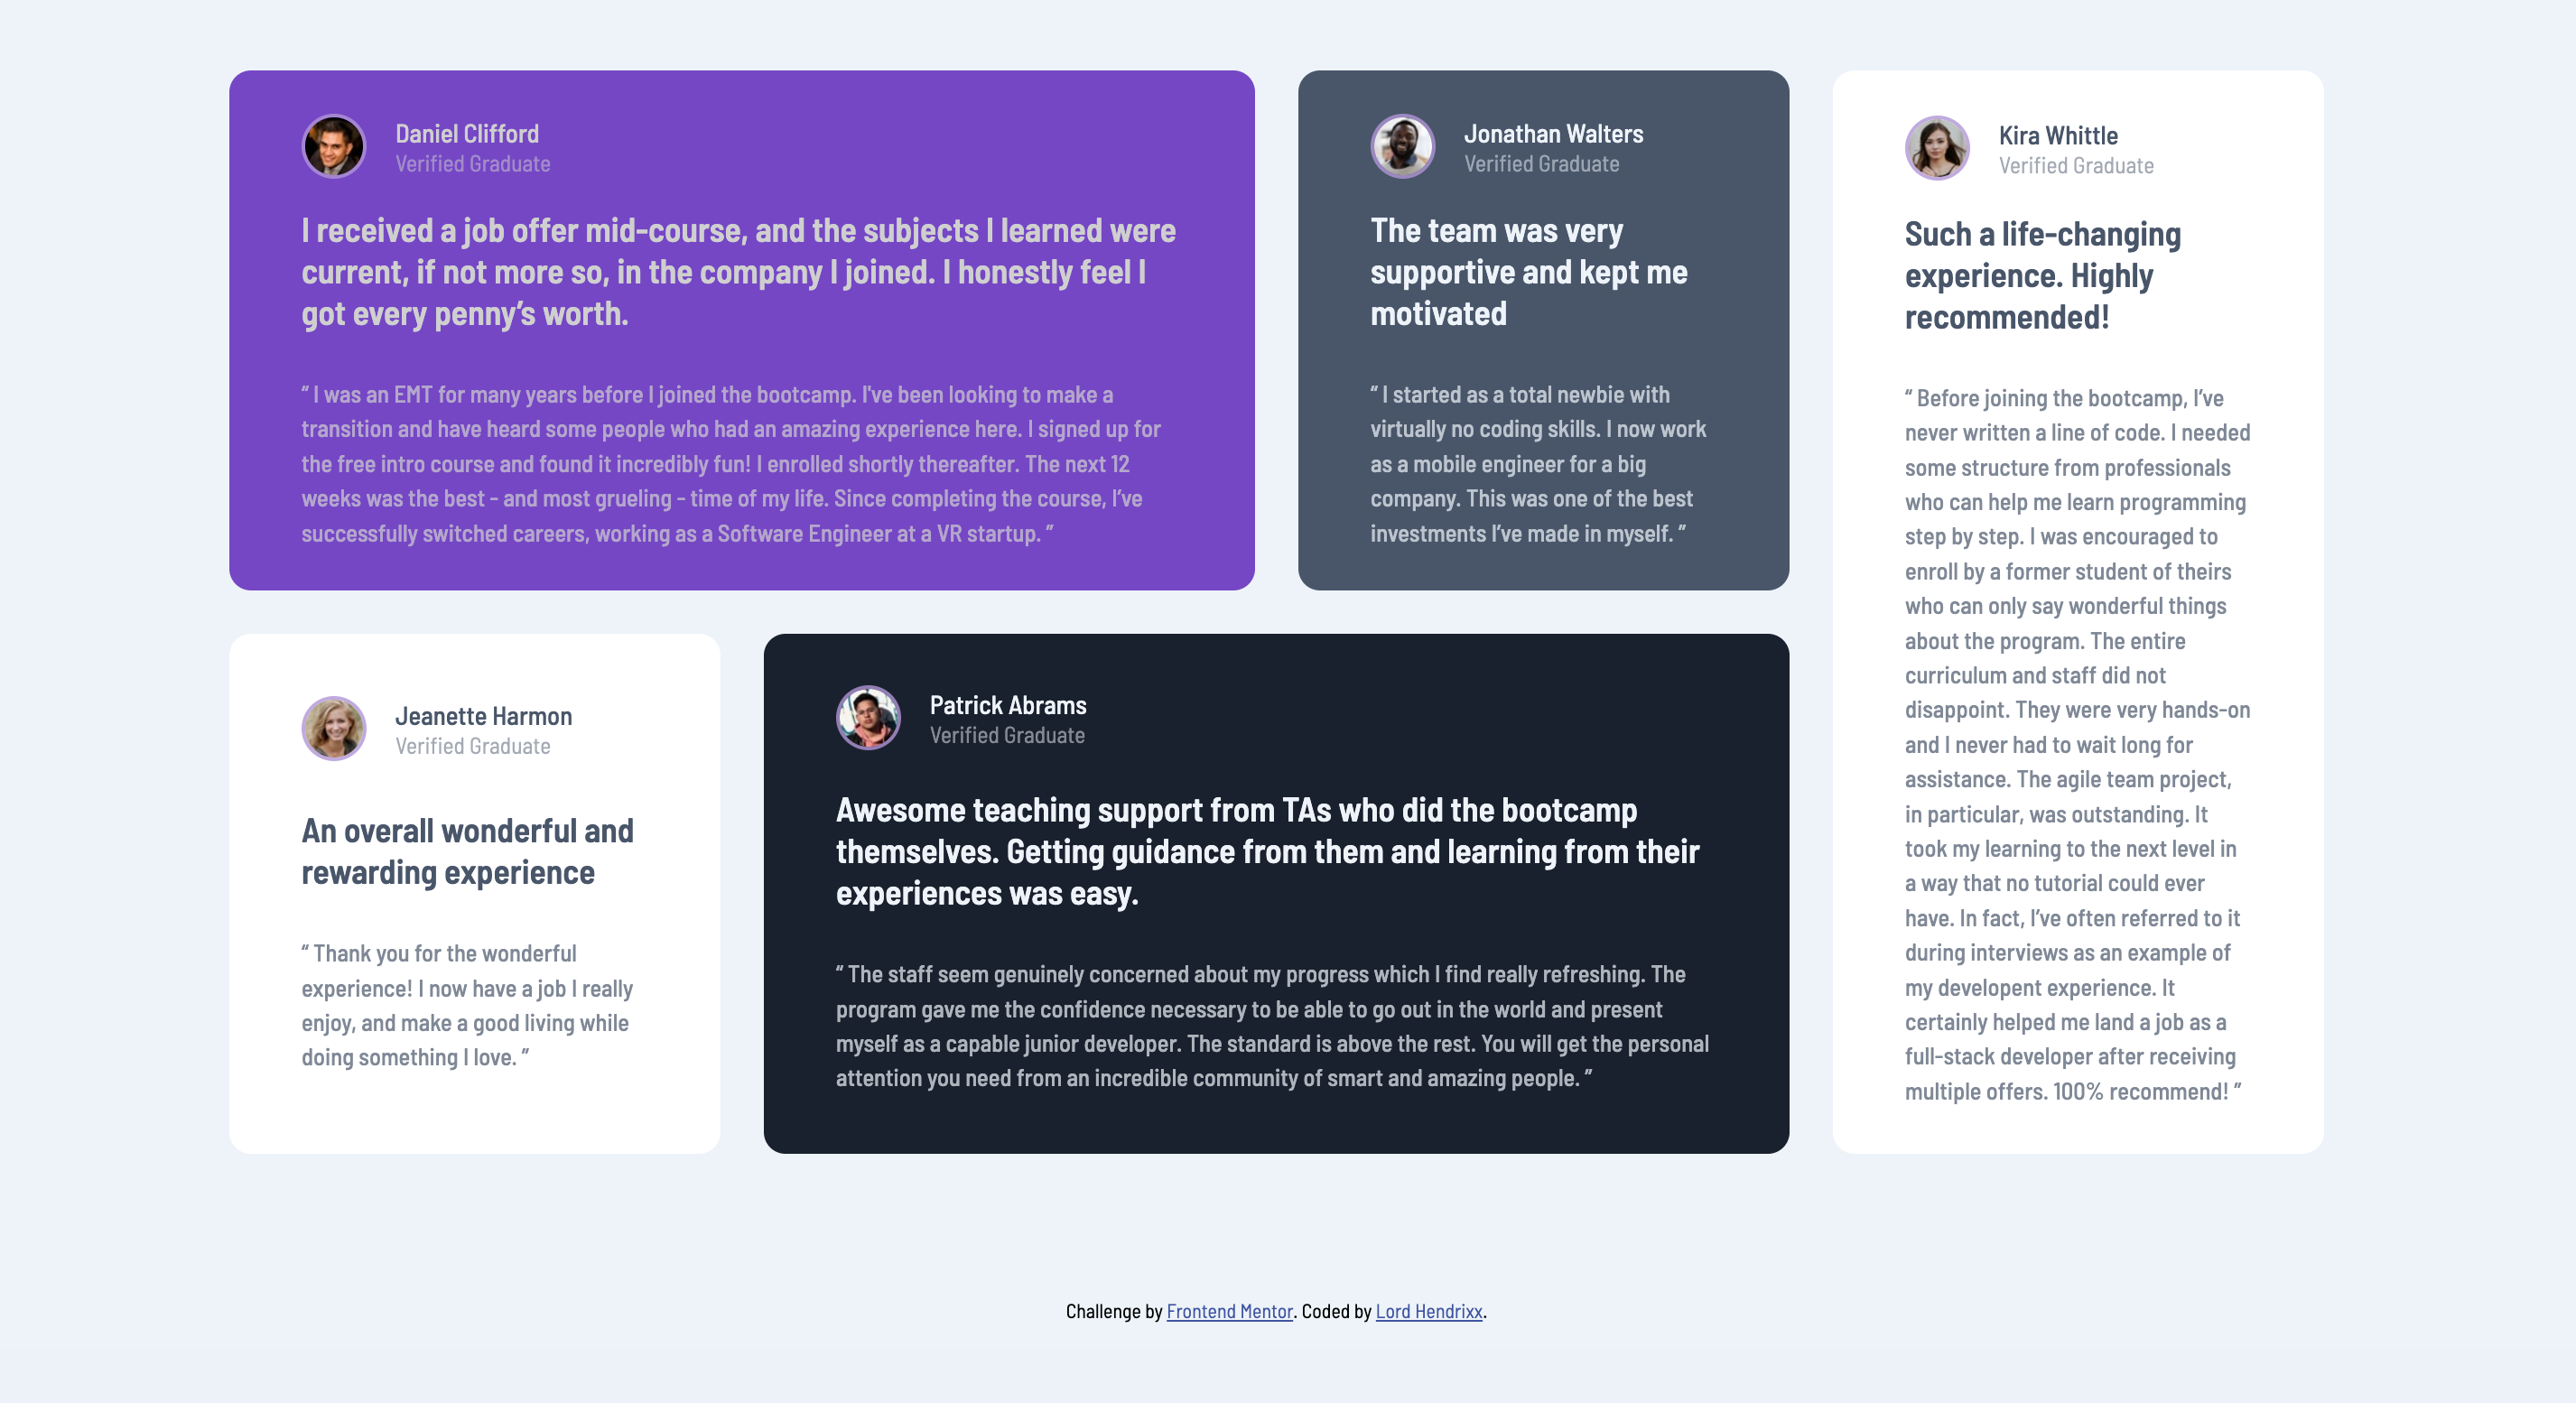 Daniel Clifford
Verified Graduate
I received a job offer mid-course, and the subjects I learned were
current, if not more so, in the company I joined. I honestly feel I
got every penny’s worth.
“ I was an EMT for many years before I joined the bootcamp. I've been looking to make a
transition and have heard some people who had an amazing experience here. I signed up for
the free intro course and found it incredibly fun! I enrolled shortly thereafter. The next 12
weeks was the best - and most grueling - time of my life. Since completing the course, I’ve
successfully switched careers, working as a Software Engineer at a VR startup. ”
Jonathan Walters
Verified Graduate
The team was very
supportive and kept me
motivated
“ I started as a total newbie with
virtually no coding skills. I now work
as a mobile engineer for a big
company. This was one of the best
investments I’ve made in myself. ”
Kira Whittle
Verified Graduate
Such a life-changing
experience. Highly
recommended!
“ Before joining the bootcamp, I’ve
never written a line of code. I needed
some structure from professionals
who can help me learn programming
step by step. I was encouraged to
enroll by a former student of theirs
who can only say wonderful things
about the program. The entire
curriculum and staff did not
disappoint. They were very hands-on
and I never had to wait long for
assistance. The agile team project,
in particular, was outstanding. It
took my learning to the next level in
a way that no tutorial could ever
have. In fact, I’ve often referred to it
during interviews as an example of
my developent experience. It
certainly helped me land a job as a
full-stack developer after receiving
multiple offers. 100% recommend! ”
Jeanette Harmon
Verified Graduate
An overall wonderful and
rewarding experience
“ Thank you for the wonderful
experience! I now have a job I really
enjoy, and make a good living while
doing something I love. ”
Patrick Abrams
Verified Graduate
Awesome teaching support from TAs who did the bootcamp
themselves. Getting guidance from them and learning from their
experiences was easy.
“ The staff seem genuinely concerned about my progress which I find really refreshing. The
program gave me the confidence necessary to be able to go out in the world and present
myself as a capable junior developer. The standard is above the rest. You will get the personal
attention you need from an incredible community of smart and amazing people. ”
Challenge by Frontend Mentor. Coded by Lord Hendrixx.